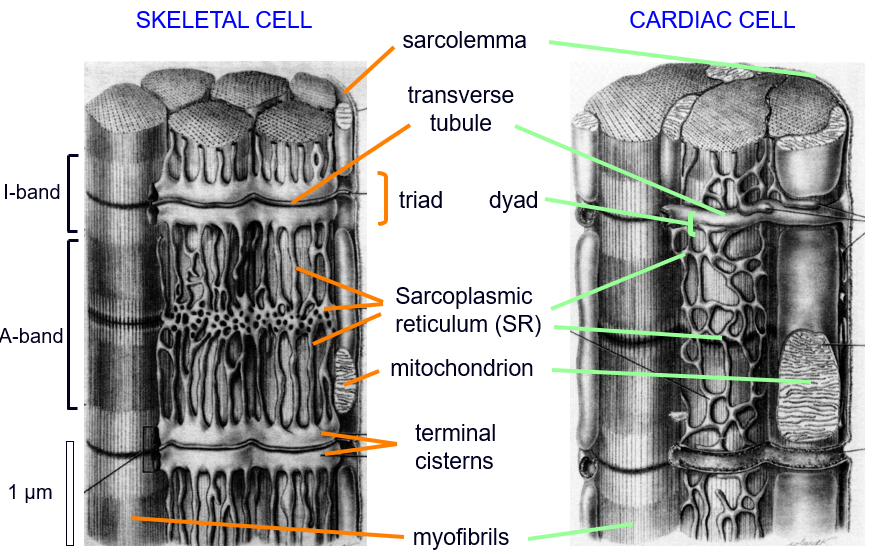 SKELETAL CELL
CARDIAC CELL
sarcolemma
transverse
tubule
I-band
triad
dyad
Sarcoplasmic
reticulum (SR)
A-band
mitochondrion
terminal
cisterns
1 µm
myofibrils